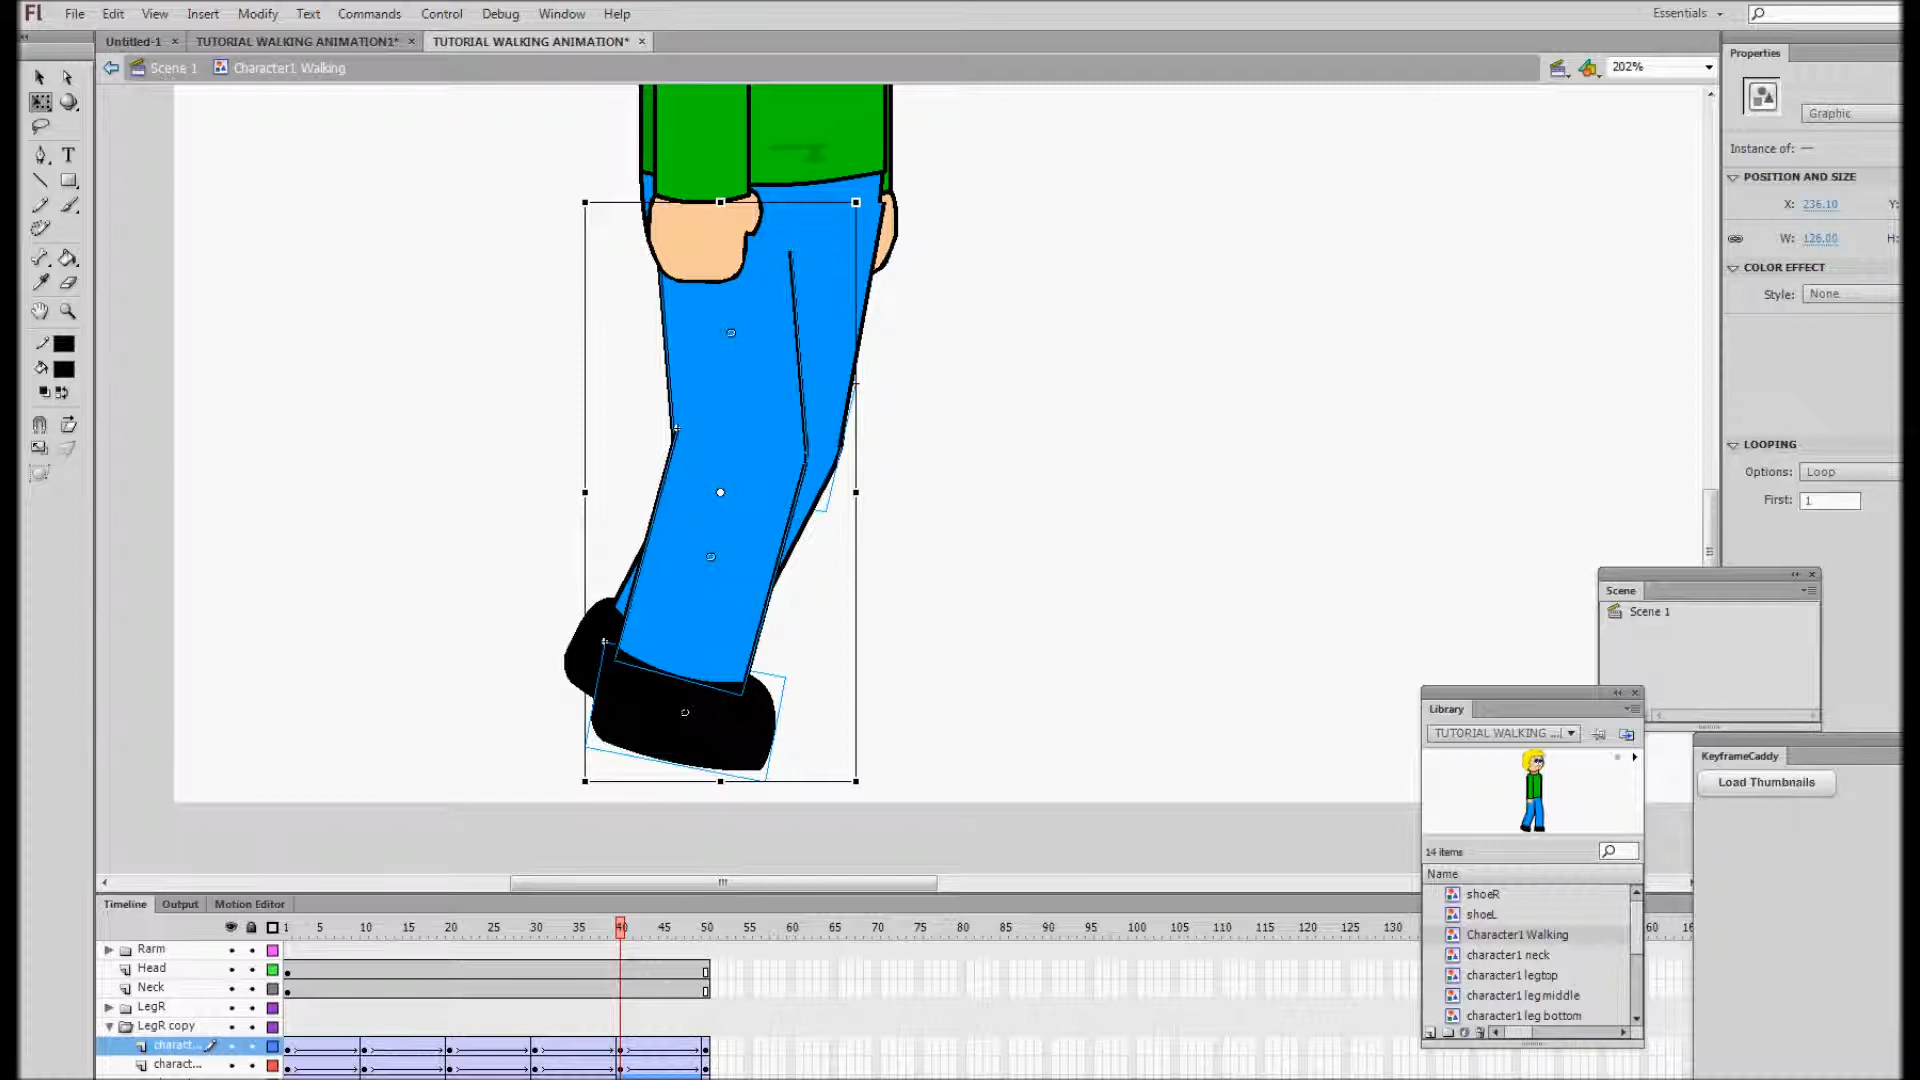 Fl File Edit View Insert Modify Text Commands Control Debug Window Help Essentials
Untitled-1 × TUTORIAL WALKING ANIMATION1* × TUTORIAL WALKING ANIMATION* ×
Scene 1 Character1 Walking 202%
Properties
Graphic
Instance of: —
POSITION AND SIZE
X: 236.10 Y:
W: 126.00 H:
COLOR EFFECT
Style: None
LOOPING
Options: Loop
First: 1
Scene
Scene 1
Library
TUTORIAL WALKING ...
14 items
Name
shoeR
shoeL
Character1 Walking
character1 neck
character1 legtop
character1 leg middle
character1 leg bottom
KeyframeCaddy
Load Thumbnails
Timeline Output Motion Editor
1 5 10 15 20 25 30 35 40 45 50 55 60 65 70 75 80 85 90 95 100 105 110 115 120 125 130 60
Rarm
Head
Neck
LegR
LegR copy
charact...
charact...